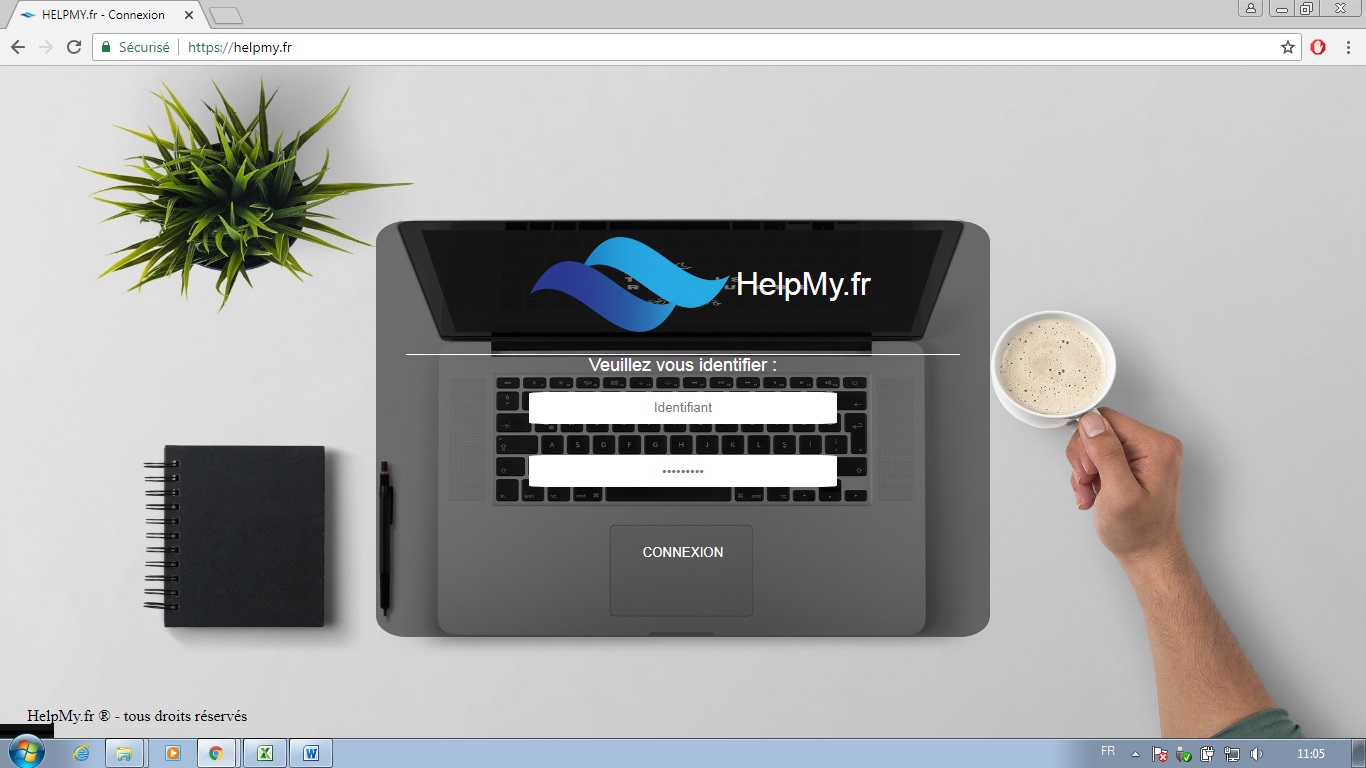 HELPMY.fr - Connexion
Sécurisé
https://helpmy.fr
HelpMy.fr
Veuillez vous identifier :
Identifiant
•••••••••
CONNEXION
HelpMy.fr ® - tous droits réservés
FR
11:05